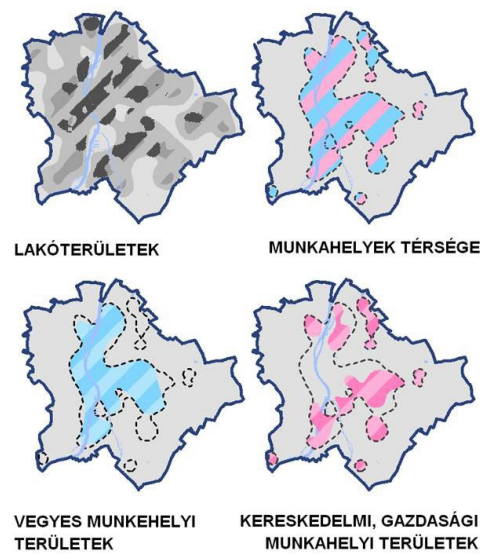 LAKÓTERÜLETEK
MUNKAHELYEK TÉRSÉGE
VEGYES MUNKEHELYI
TERÜLETEK
KERESKEDELMI, GAZDASÁGI
MUNKAHELYI TERÜLETEK